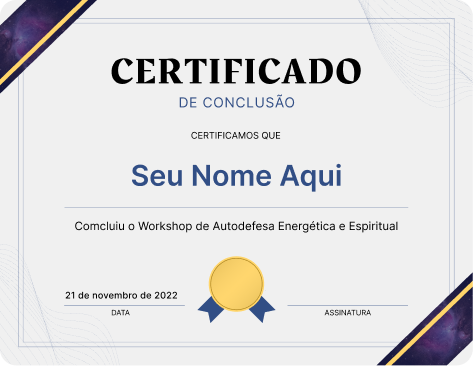 CERTIFICADO
DE CONCLUSÃO
CERTIFICAMOS QUE
Seu Nome Aqui
Comcluiu o Workshop de Autodefesa Energética e Espiritual
21 de novembro de 2022
DATA
ASSINATURA